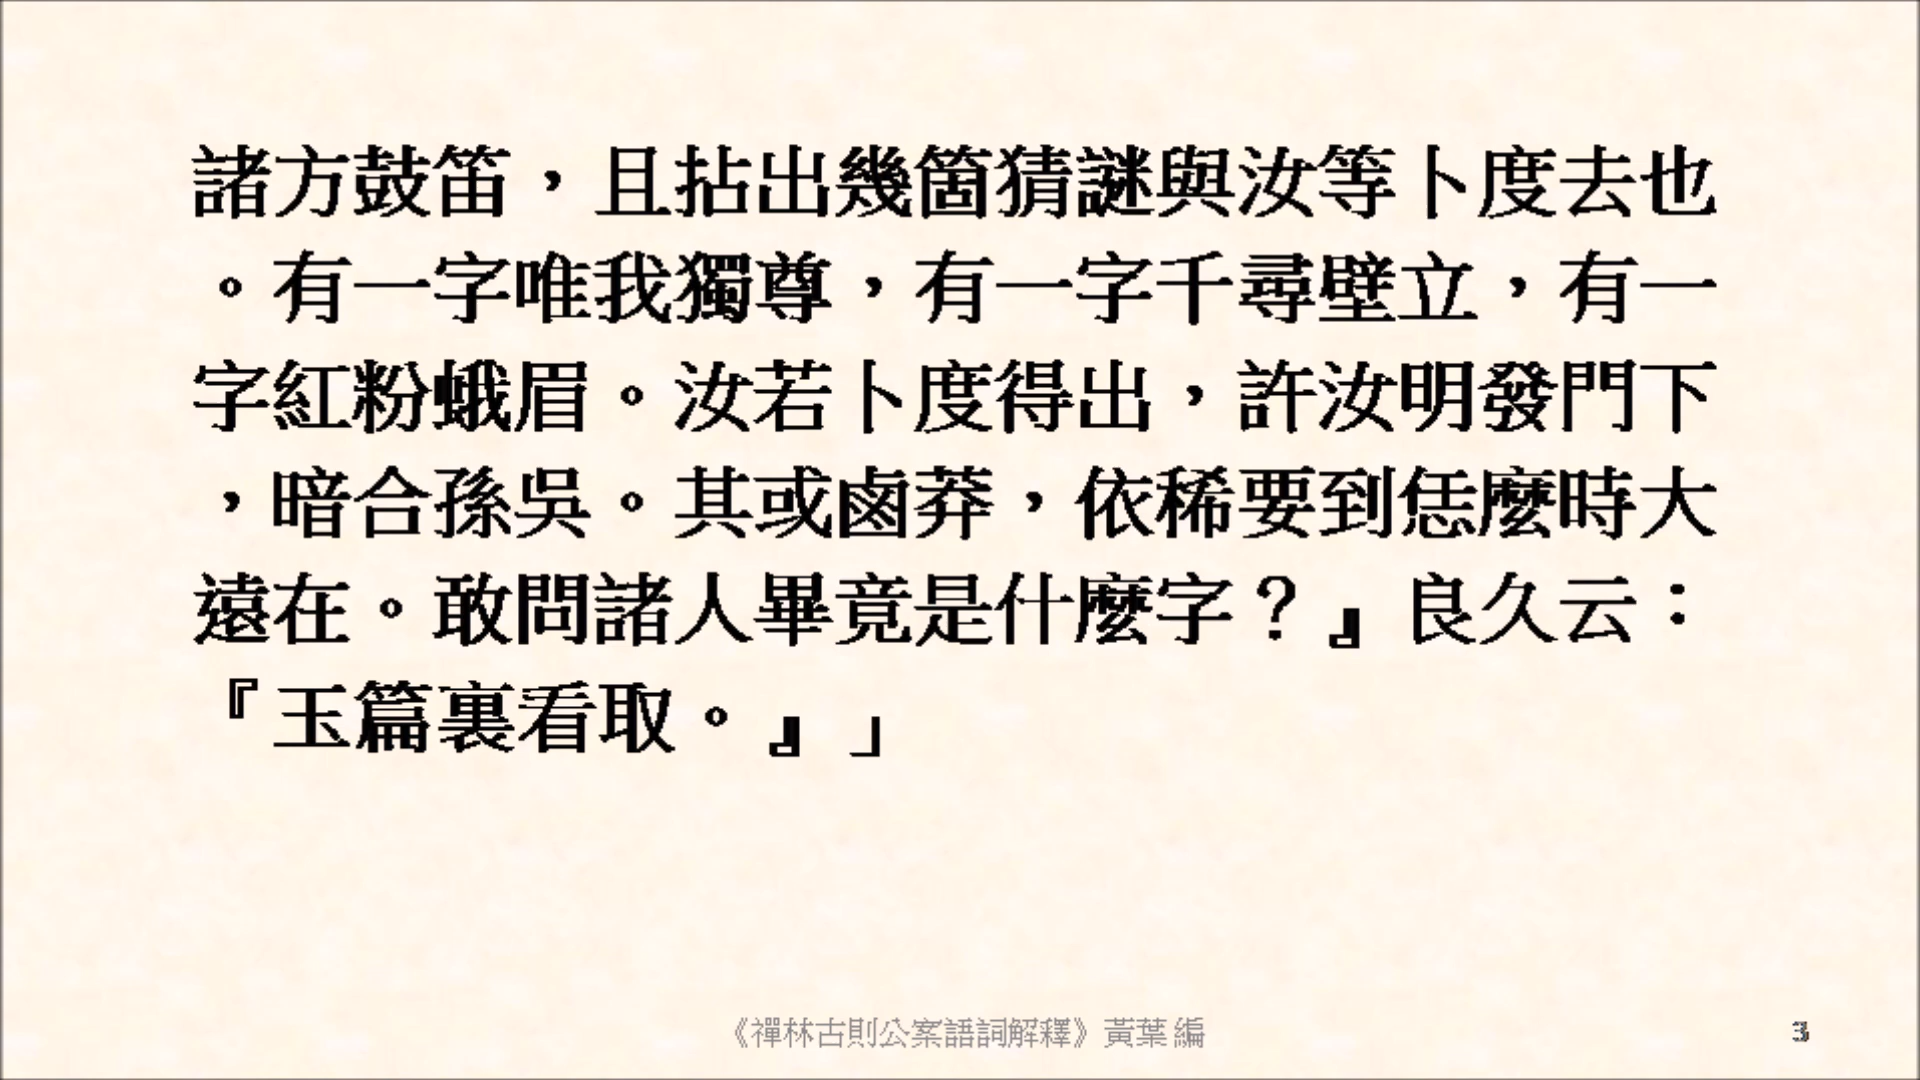 諸方鼓笛，且拈出幾箇猜謎與汝等卜度去也
。有一字唯我獨尊，有一字千尋壁立，有一
字紅粉蛾眉。汝若卜度得出，許汝明發門下
，暗合孫吳。其或鹵莽，依稀要到恁麼時大
遠在。敢問諸人畢竟是什麼字？』良久云：
『玉篇裏看取。』」
《禪林古則公案語詞解釋》黃葉 編
3